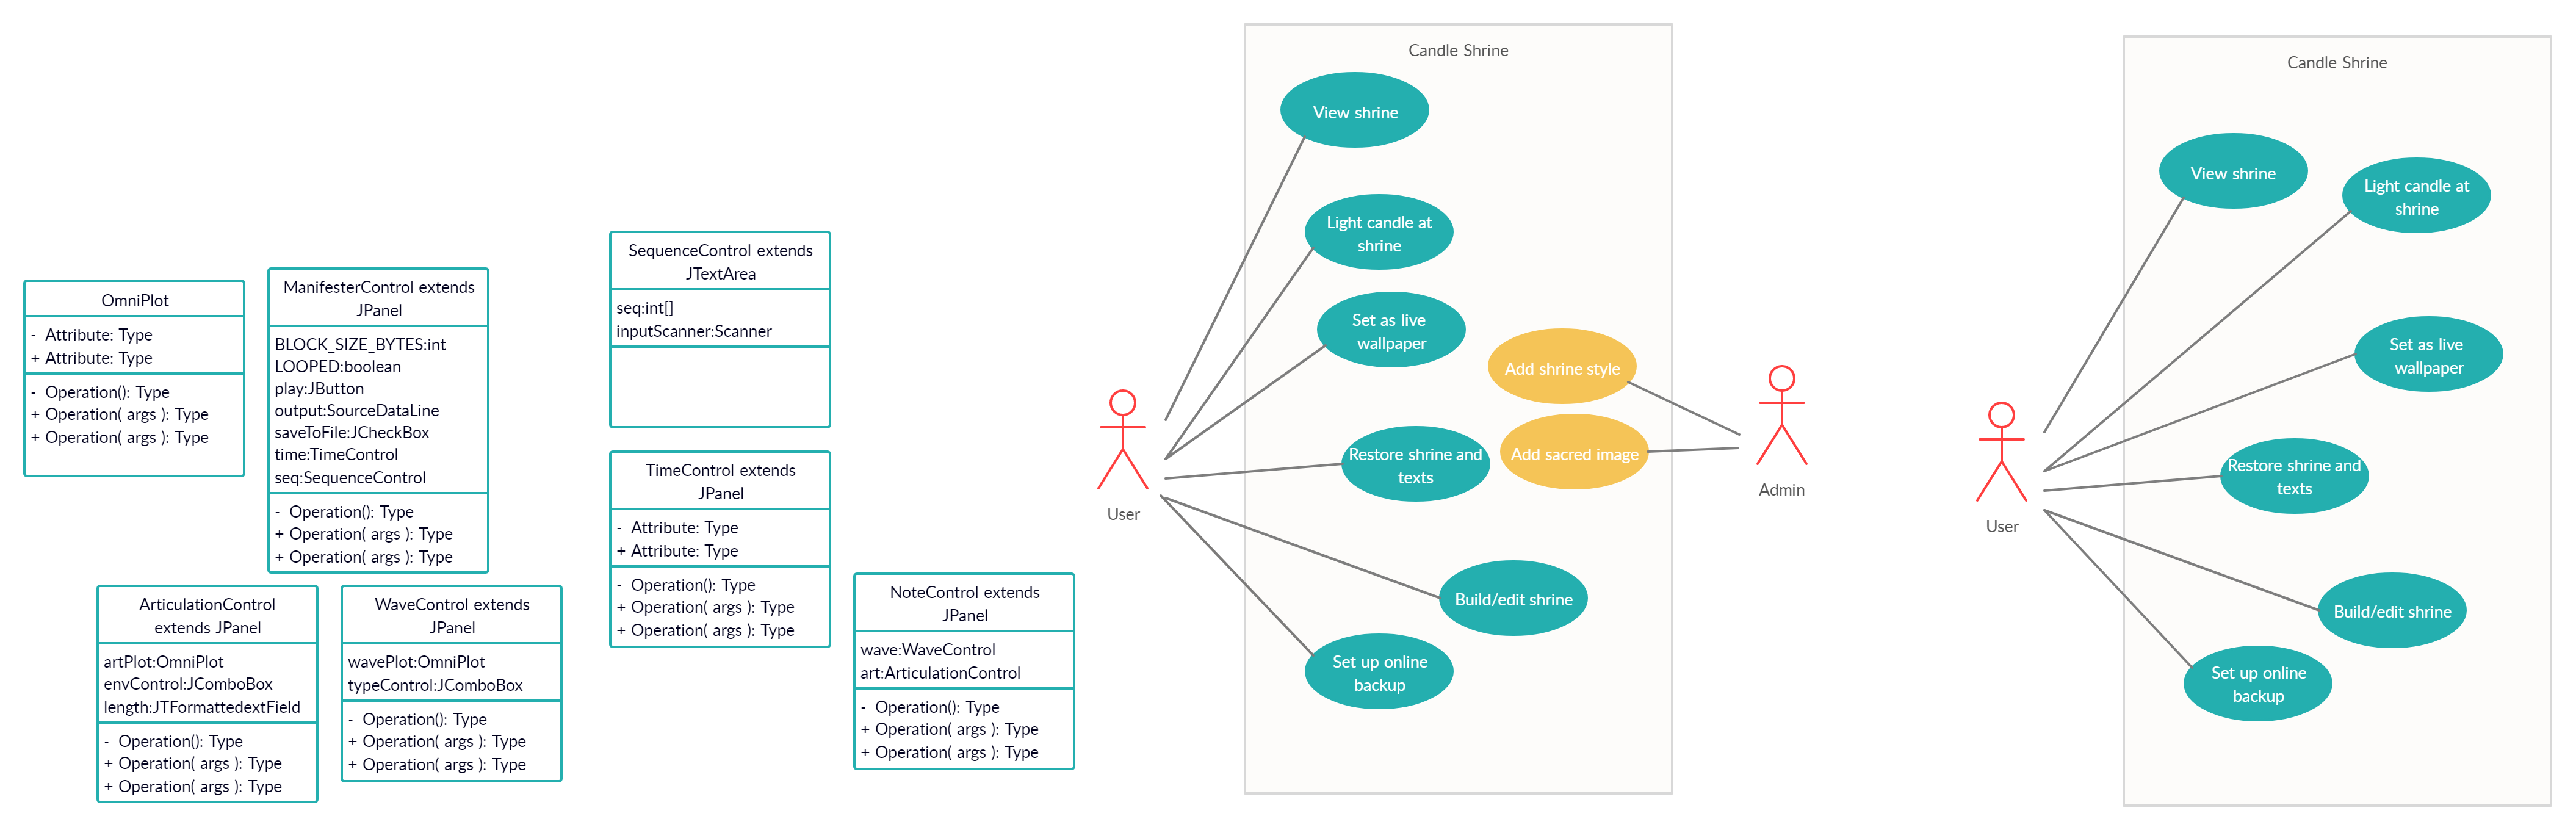 OmniPlot
- Attribute: Type
+ Attribute: Type
- Operation(): Type
+ Operation( args ): Type
+ Operation( args ): Type
ManifesterControl extends
JPanel
BLOCK_SIZE_BYTES:int
LOOPED:boolean
play:JButton
output:SourceDataLine
saveToFile:JCheckBox
time:TimeControl
seq:SequenceControl
- Operation(): Type
+ Operation( args ): Type
+ Operation( args ): Type
ArticulationControl
extends JPanel
artPlot:OmniPlot
envControl:JComboBox
length:JTFormattedextField
- Operation(): Type
+ Operation( args ): Type
+ Operation( args ): Type
WaveControl extends
JPanel
wavePlot:OmniPlot
typeControl:JComboBox
- Operation(): Type
+ Operation( args ): Type
+ Operation( args ): Type
SequenceControl extends
JTextArea
seq:int[]
inputScanner:Scanner
TimeControl extends
JPanel
- Attribute: Type
+ Attribute: Type
- Operation(): Type
+ Operation( args ): Type
+ Operation( args ): Type
NoteControl extends
JPanel
wave:WaveControl
art:ArticulationControl
- Operation(): Type
+ Operation( args ): Type
+ Operation( args ): Type
Candle Shrine
View shrine
Light candle at
shrine
Set as live
wallpaper
Add shrine style
Restore shrine and
texts
Add sacred image
User
Admin
Build/edit shrine
Set up online
backup
Candle Shrine
View shrine
Light candle at
shrine
Set as live
wallpaper
Restore shrine and
texts
User
Build/edit shrine
Set up online
backup